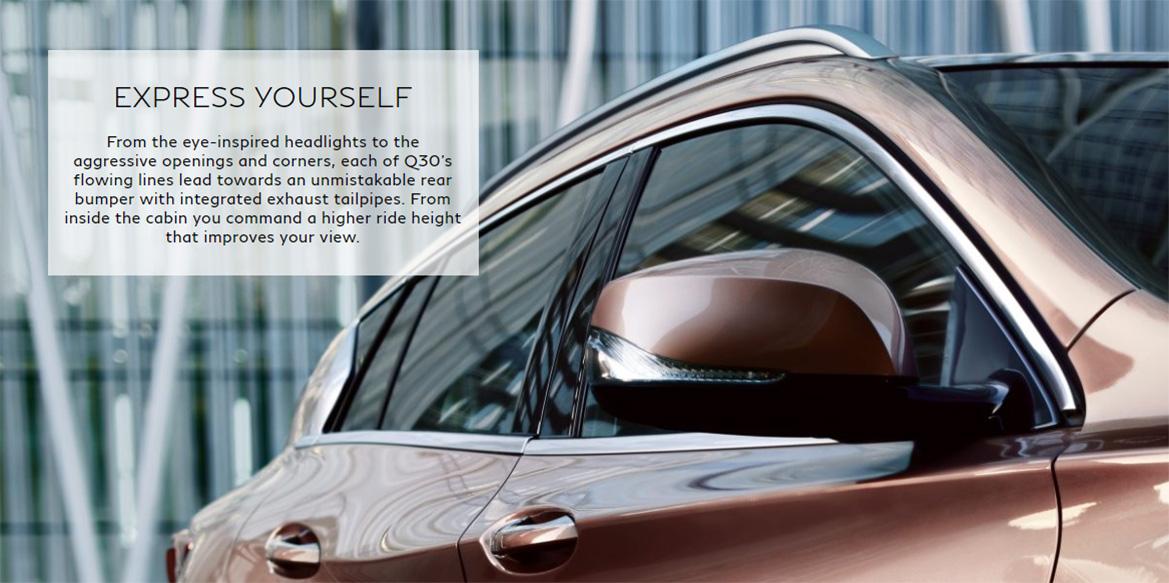 EXPRESS YOURSELF
From the eye-inspired headlights to the
aggressive openings and corners, each of Q30's
flowing lines lead towards an unmistakable rear
bumper with integrated exhaust tailpipes. From
inside the cabin you command a higher ride height
that improves your view.